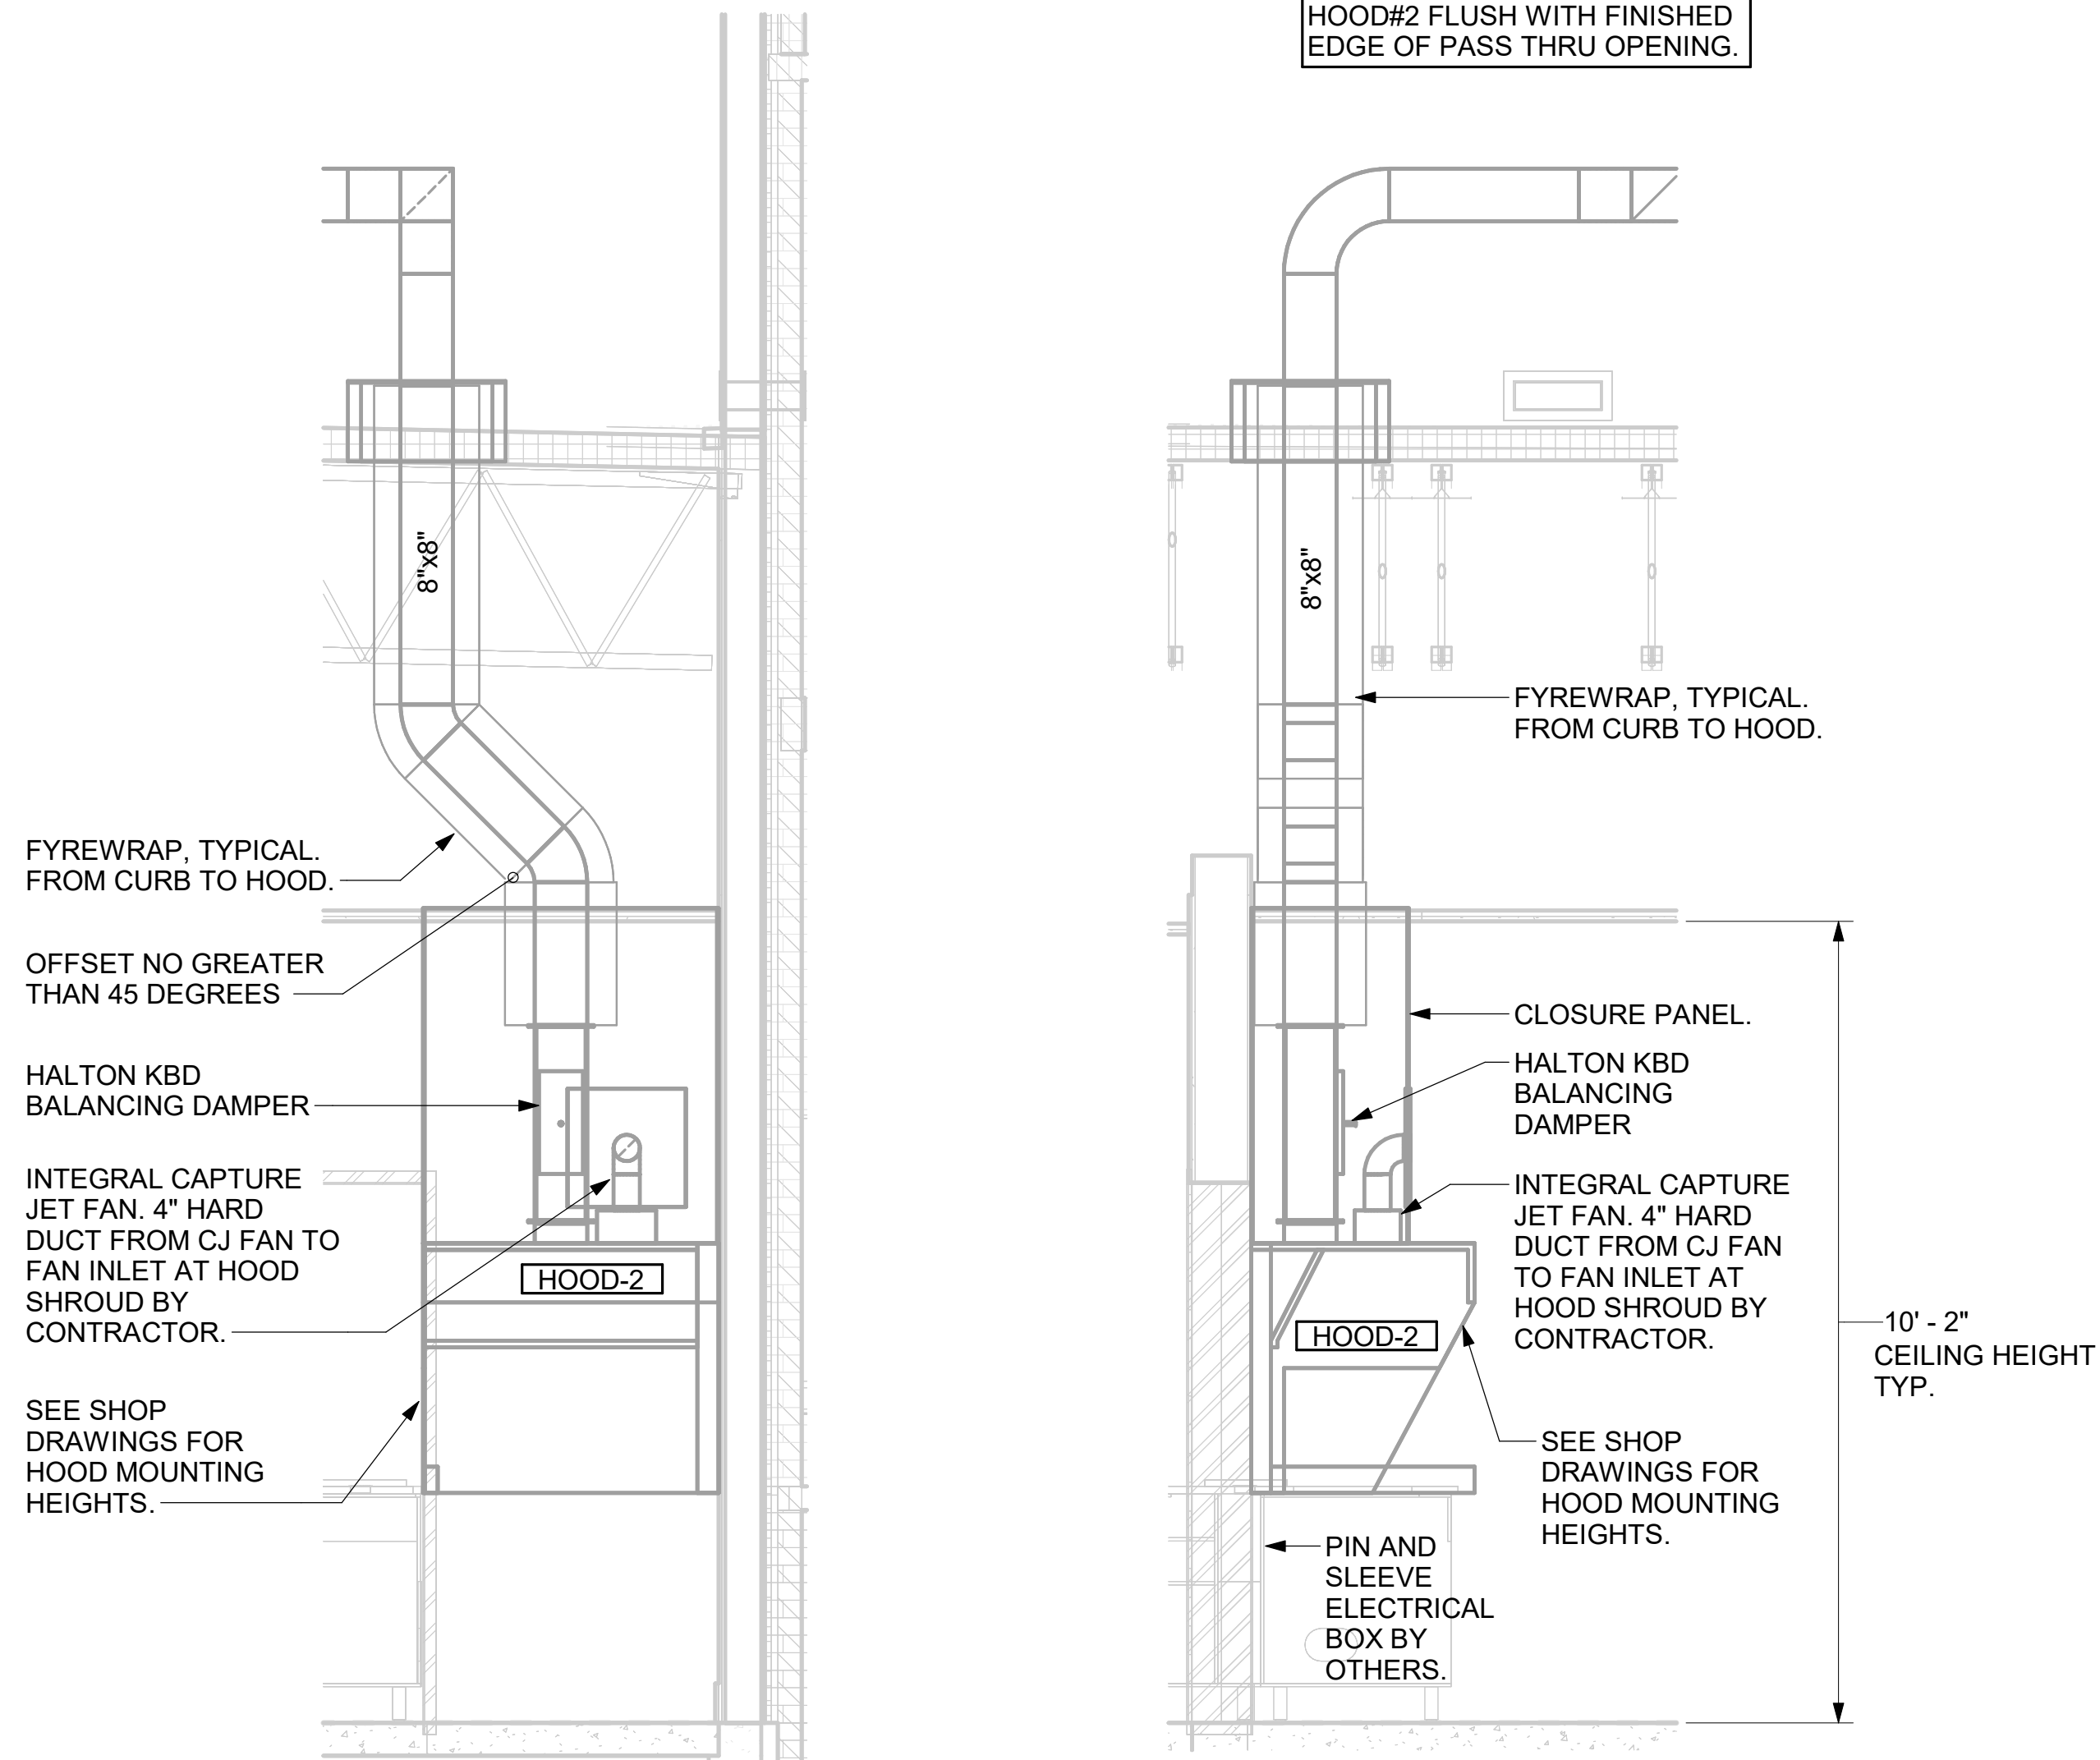 HOOD#2 FLUSH WITH FINISHED
EDGE OF PASS THRU OPENING.
8"x8"
FYREWRAP, TYPICAL.
FROM CURB TO HOOD.
OFFSET NO GREATER
THAN 45 DEGREES
HALTON KBD
BALANCING DAMPER
INTEGRAL CAPTURE
JET FAN. 4" HARD
DUCT FROM CJ FAN TO
FAN INLET AT HOOD
SHROUD BY
CONTRACTOR.
HOOD-2
SEE SHOP
DRAWINGS FOR
HOOD MOUNTING
HEIGHTS.
8"x8"
FYREWRAP, TYPICAL.
FROM CURB TO HOOD.
CLOSURE PANEL.
HALTON KBD
BALANCING
DAMPER
INTEGRAL CAPTURE
JET FAN. 4" HARD
DUCT FROM CJ FAN
TO FAN INLET AT
HOOD SHROUD BY
CONTRACTOR.
HOOD-2
10' - 2"
CEILING HEIGHT
TYP.
SEE SHOP
DRAWINGS FOR
HOOD MOUNTING
HEIGHTS.
PIN AND
SLEEVE
ELECTRICAL
BOX BY
OTHERS.